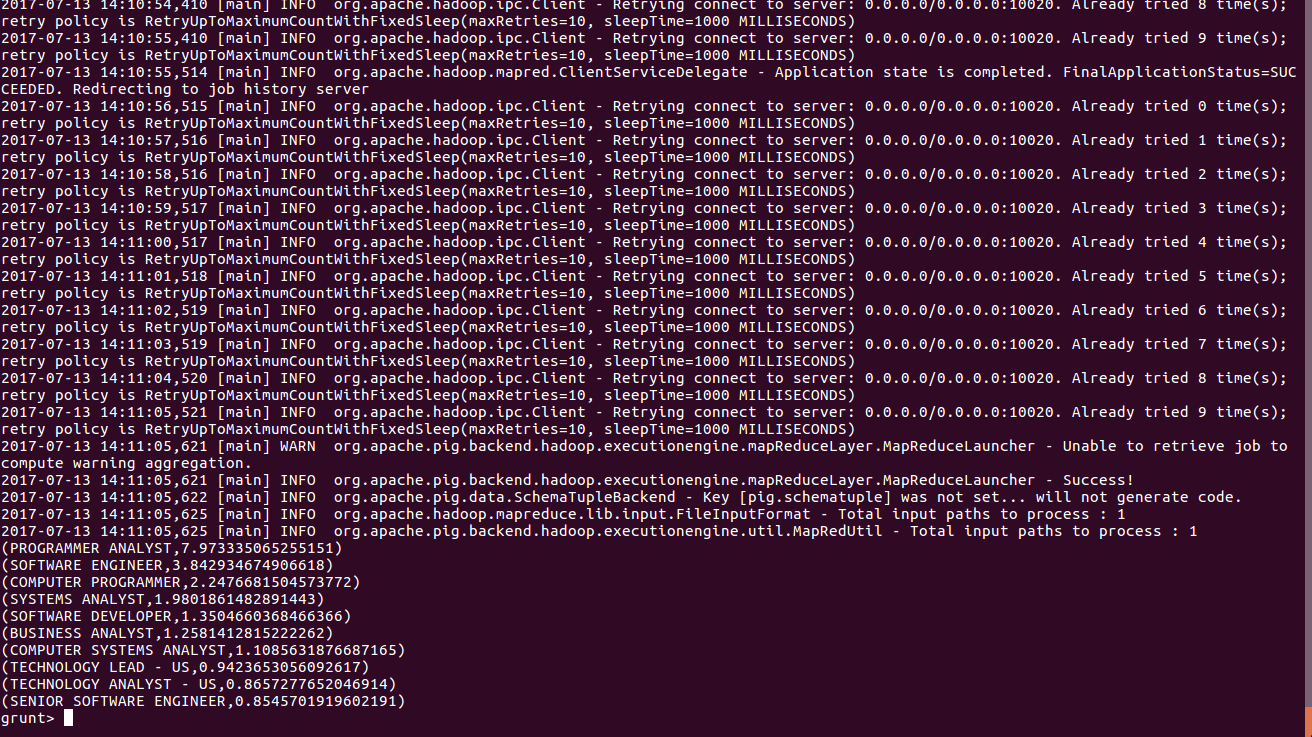 2017-07-13 14:10:54,410 [main] INFO  org.apache.hadoop.ipc.Client - Retrying connect to server: 0.0.0.0/0.0.0.0:10020. Already tried 8 time(s);
retry policy is RetryUpToMaximumCountWithFixedSleep(maxRetries=10, sleepTime=1000 MILLISECONDS)
2017-07-13 14:10:55,410 [main] INFO  org.apache.hadoop.ipc.Client - Retrying connect to server: 0.0.0.0/0.0.0.0:10020. Already tried 9 time(s);
retry policy is RetryUpToMaximumCountWithFixedSleep(maxRetries=10, sleepTime=1000 MILLISECONDS)
2017-07-13 14:10:55,514 [main] INFO  org.apache.hadoop.mapred.ClientServiceDelegate - Application state is completed. FinalApplicationStatus=SUC
CEEDED. Redirecting to job history server
2017-07-13 14:10:56,515 [main] INFO  org.apache.hadoop.ipc.Client - Retrying connect to server: 0.0.0.0/0.0.0.0:10020. Already tried 0 time(s);
retry policy is RetryUpToMaximumCountWithFixedSleep(maxRetries=10, sleepTime=1000 MILLISECONDS)
2017-07-13 14:10:57,516 [main] INFO  org.apache.hadoop.ipc.Client - Retrying connect to server: 0.0.0.0/0.0.0.0:10020. Already tried 1 time(s);
retry policy is RetryUpToMaximumCountWithFixedSleep(maxRetries=10, sleepTime=1000 MILLISECONDS)
2017-07-13 14:10:58,516 [main] INFO  org.apache.hadoop.ipc.Client - Retrying connect to server: 0.0.0.0/0.0.0.0:10020. Already tried 2 time(s);
retry policy is RetryUpToMaximumCountWithFixedSleep(maxRetries=10, sleepTime=1000 MILLISECONDS)
2017-07-13 14:10:59,517 [main] INFO  org.apache.hadoop.ipc.Client - Retrying connect to server: 0.0.0.0/0.0.0.0:10020. Already tried 3 time(s);
retry policy is RetryUpToMaximumCountWithFixedSleep(maxRetries=10, sleepTime=1000 MILLISECONDS)
2017-07-13 14:11:00,517 [main] INFO  org.apache.hadoop.ipc.Client - Retrying connect to server: 0.0.0.0/0.0.0.0:10020. Already tried 4 time(s);
retry policy is RetryUpToMaximumCountWithFixedSleep(maxRetries=10, sleepTime=1000 MILLISECONDS)
2017-07-13 14:11:01,518 [main] INFO  org.apache.hadoop.ipc.Client - Retrying connect to server: 0.0.0.0/0.0.0.0:10020. Already tried 5 time(s);
retry policy is RetryUpToMaximumCountWithFixedSleep(maxRetries=10, sleepTime=1000 MILLISECONDS)
2017-07-13 14:11:02,519 [main] INFO  org.apache.hadoop.ipc.Client - Retrying connect to server: 0.0.0.0/0.0.0.0:10020. Already tried 6 time(s);
retry policy is RetryUpToMaximumCountWithFixedSleep(maxRetries=10, sleepTime=1000 MILLISECONDS)
2017-07-13 14:11:03,519 [main] INFO  org.apache.hadoop.ipc.Client - Retrying connect to server: 0.0.0.0/0.0.0.0:10020. Already tried 7 time(s);
retry policy is RetryUpToMaximumCountWithFixedSleep(maxRetries=10, sleepTime=1000 MILLISECONDS)
2017-07-13 14:11:04,520 [main] INFO  org.apache.hadoop.ipc.Client - Retrying connect to server: 0.0.0.0/0.0.0.0:10020. Already tried 8 time(s);
retry policy is RetryUpToMaximumCountWithFixedSleep(maxRetries=10, sleepTime=1000 MILLISECONDS)
2017-07-13 14:11:05,521 [main] INFO  org.apache.hadoop.ipc.Client - Retrying connect to server: 0.0.0.0/0.0.0.0:10020. Already tried 9 time(s);
retry policy is RetryUpToMaximumCountWithFixedSleep(maxRetries=10, sleepTime=1000 MILLISECONDS)
2017-07-13 14:11:05,621 [main] WARN  org.apache.pig.backend.hadoop.executionengine.mapReduceLayer.MapReduceLauncher - Unable to retrieve job to
compute warning aggregation.
2017-07-13 14:11:05,621 [main] INFO  org.apache.pig.backend.hadoop.executionengine.mapReduceLayer.MapReduceLauncher - Success!
2017-07-13 14:11:05,622 [main] INFO  org.apache.pig.data.SchemaTupleBackend - Key [pig.schematuple] was not set... will not generate code.
2017-07-13 14:11:05,625 [main] INFO  org.apache.hadoop.mapreduce.lib.input.FileInputFormat - Total input paths to process : 1
2017-07-13 14:11:05,625 [main] INFO  org.apache.pig.backend.hadoop.executionengine.util.MapRedUtil - Total input paths to process : 1
(PROGRAMMER ANALYST,7.973335065255151)
(SOFTWARE ENGINEER,3.842934674906618)
(COMPUTER PROGRAMMER,2.2476681504573772)
(SYSTEMS ANALYST,1.9801861482891443)
(SOFTWARE DEVELOPER,1.3504660368466366)
(BUSINESS ANALYST,1.2581412815222262)
(COMPUTER SYSTEMS ANALYST,1.1085631876687165)
(TECHNOLOGY LEAD - US,0.9423653056092617)
(TECHNOLOGY ANALYST - US,0.8657277652046914)
(SENIOR SOFTWARE ENGINEER,0.8545701919602191)
grunt>